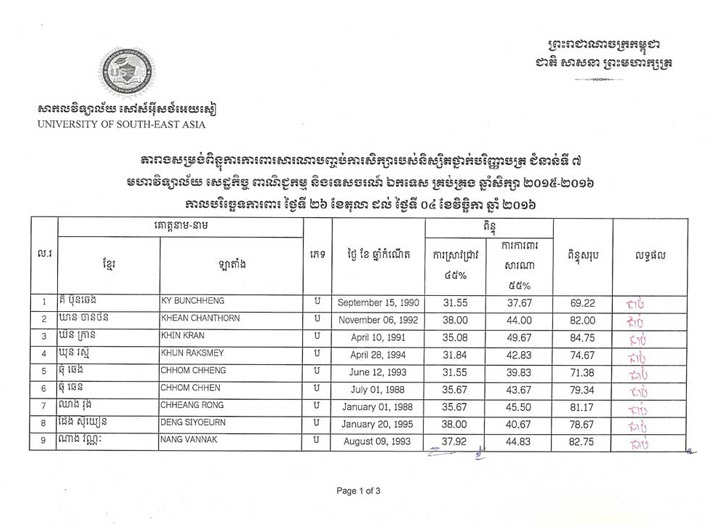 ព្រះរាជាណាចក្រកម្ពុជា
ជាតិ សាសនា ព្រះមហាក្សត្រ
សាកលវិទ្យាល័យ សៅស៍អ៊ីសថ៍អេយសៀ
UNIVERSITY OF SOUTH-EAST ASIA
តារាងសម្រង់ពិន្ទុការការពារសារណាបញ្ចប់ការសិក្សារបស់និស្សិតថ្នាក់បរិញ្ញាបត្រ ជំនាន់ទី ៧
មហាវិទ្យាល័យ សេដ្ឋកិច្ច ពាណិជ្ជកម្ម និងទេសចរណ៍ ឯកទេស គ្រប់គ្រង ឆ្នាំសិក្សា ២០១៥-២០១៦
កាលបរិច្ឆេទការពារ ថ្ងៃទី ២៦ ខែតុលា ដល់ ថ្ងៃទី ០៤ ខែវិច្ឆិកា ឆ្នាំ ២០១៦
ល.រ គោត្តនាម-នាម ភេទ ថ្ងៃ ខែ ឆ្នាំកំណើត ពិន្ទុ ពិន្ទុសរុប លទ្ធផល
ខ្មែរ ឡាតាំង ការស្រាវជ្រាវ ៤៥% ការការពារ សារណា ៥៥%
1 គី ប៊ុនឆេង KY BUNCHHENG ប September 15, 1990 31.55 37.67 69.22 ជាប់
2 ឃាន ចាន់ថន KHEAN CHANTHORN ប November 06, 1992 38.00 44.00 82.00 ជាប់
3 ឃិន ក្រាន KHIN KRAN ប April 10, 1991 35.08 49.67 84.75 ជាប់
4 ឃុន រស្មី KHUN RAKSMEY ប April 28, 1994 31.84 42.83 74.67 ជាប់
5 ឆុំ ឆេង CHHOM CHHENG ប June 12, 1993 31.55 39.83 71.38 ជាប់
6 ឆុំ ឆេន CHHOM CHHEN ប July 01, 1988 35.67 43.67 79.34 ជាប់
7 ឈាង រុង CHHEANG RONG ប January 01, 1988 35.67 45.50 81.17 ជាប់
8 ដេង ស៊ីយឿន DENG SIYOEURN ប January 20, 1995 38.00 40.67 78.67 ជាប់
9 ណាង វណ្ណៈ NANG VANNAK ប August 09, 1993 37.92 44.83 82.75 ជាប់
Page 1 of 3